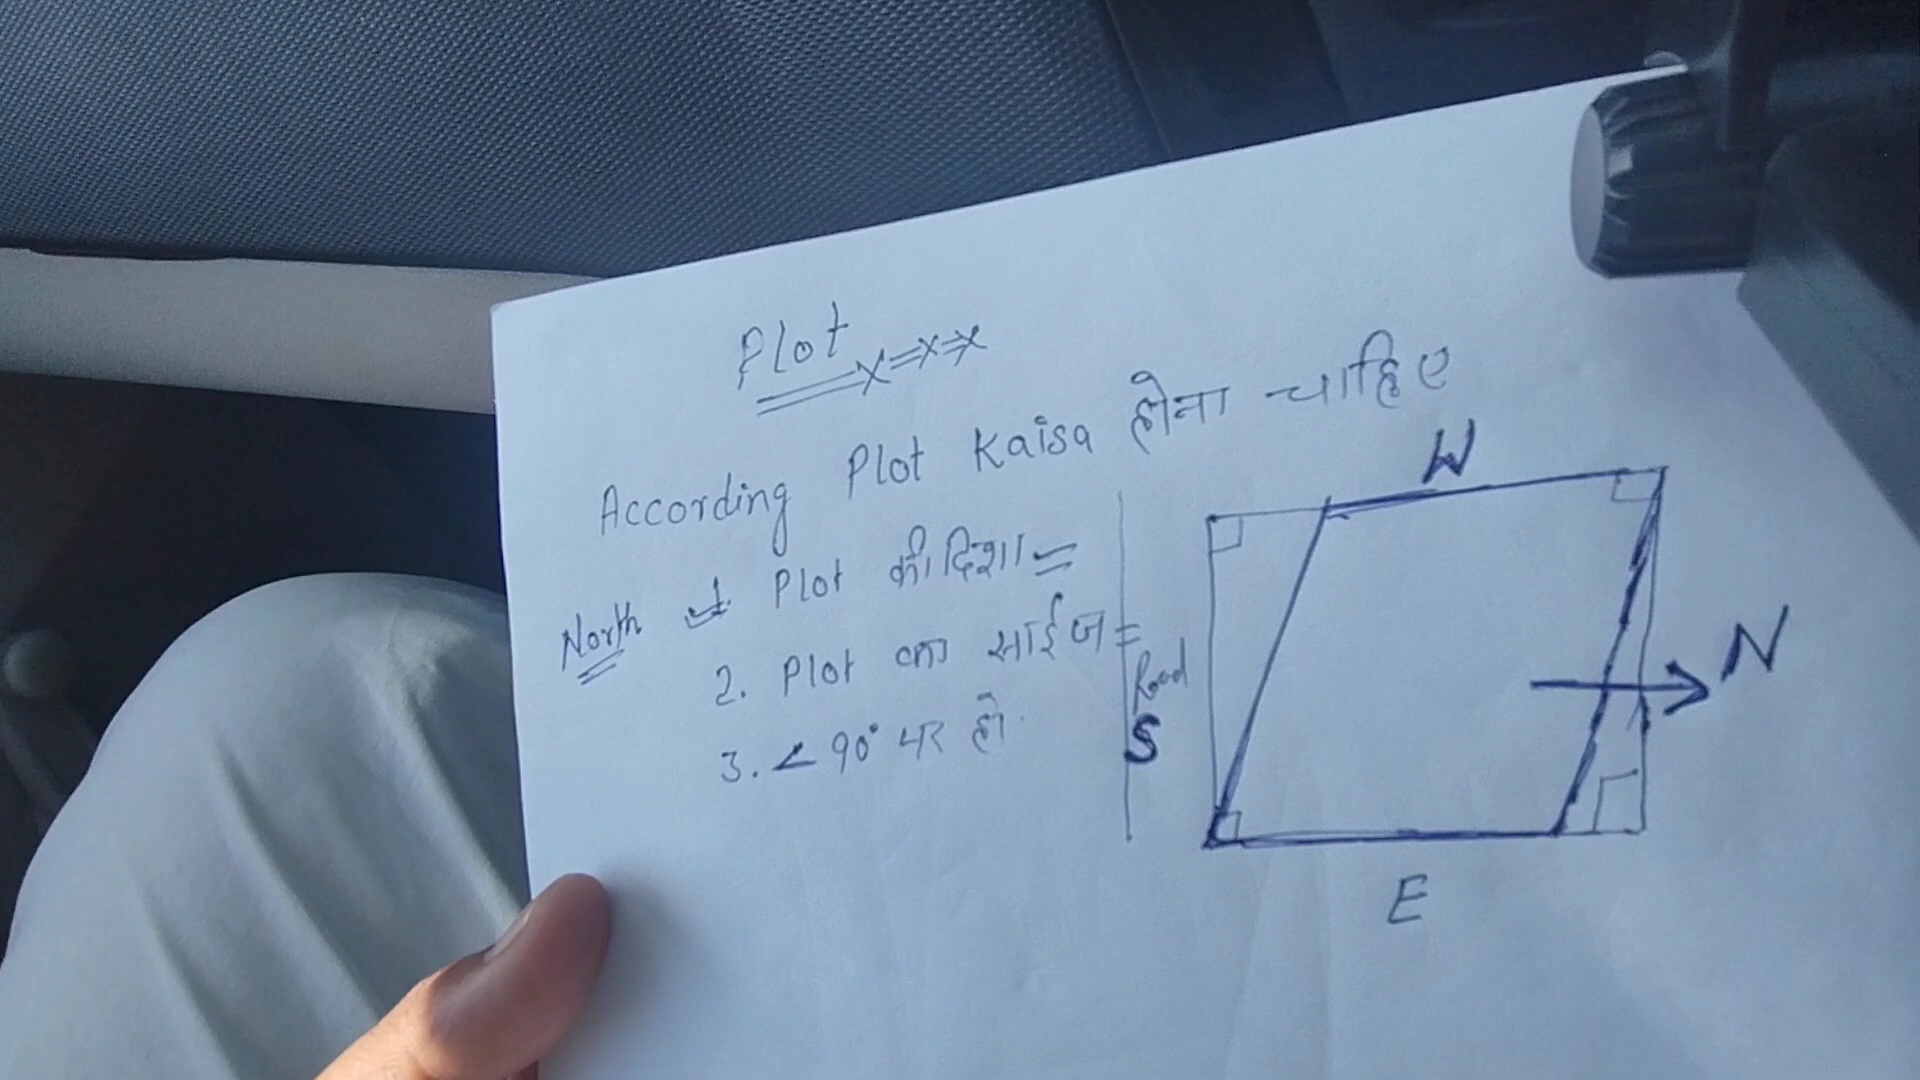 Plot
According Plot Kaisa होना चाहिए
North 1. Plot की दिशा =
2. Plot का साईज =
3. < 90° पर हो.
W
Road
S
N
E